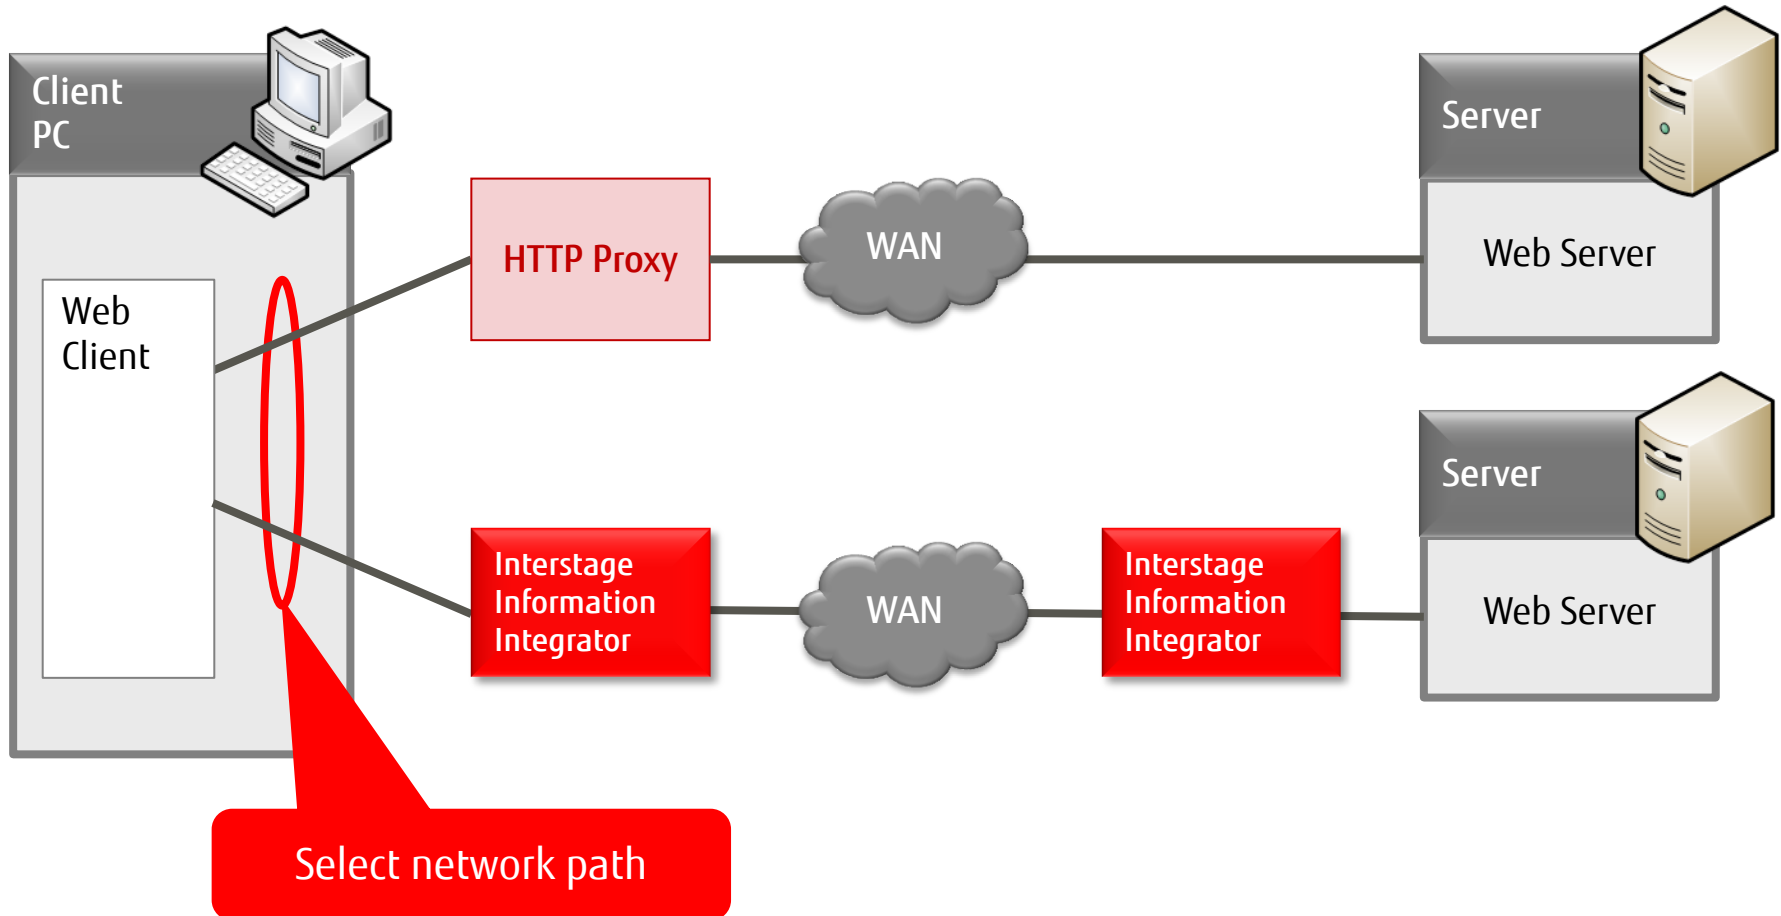 Client
PC
Web
Client
HTTP Proxy
WAN
Server
Web Server
Interstage
Information
Integrator
WAN
Interstage
Information
Integrator
Server
Web Server
Select network path